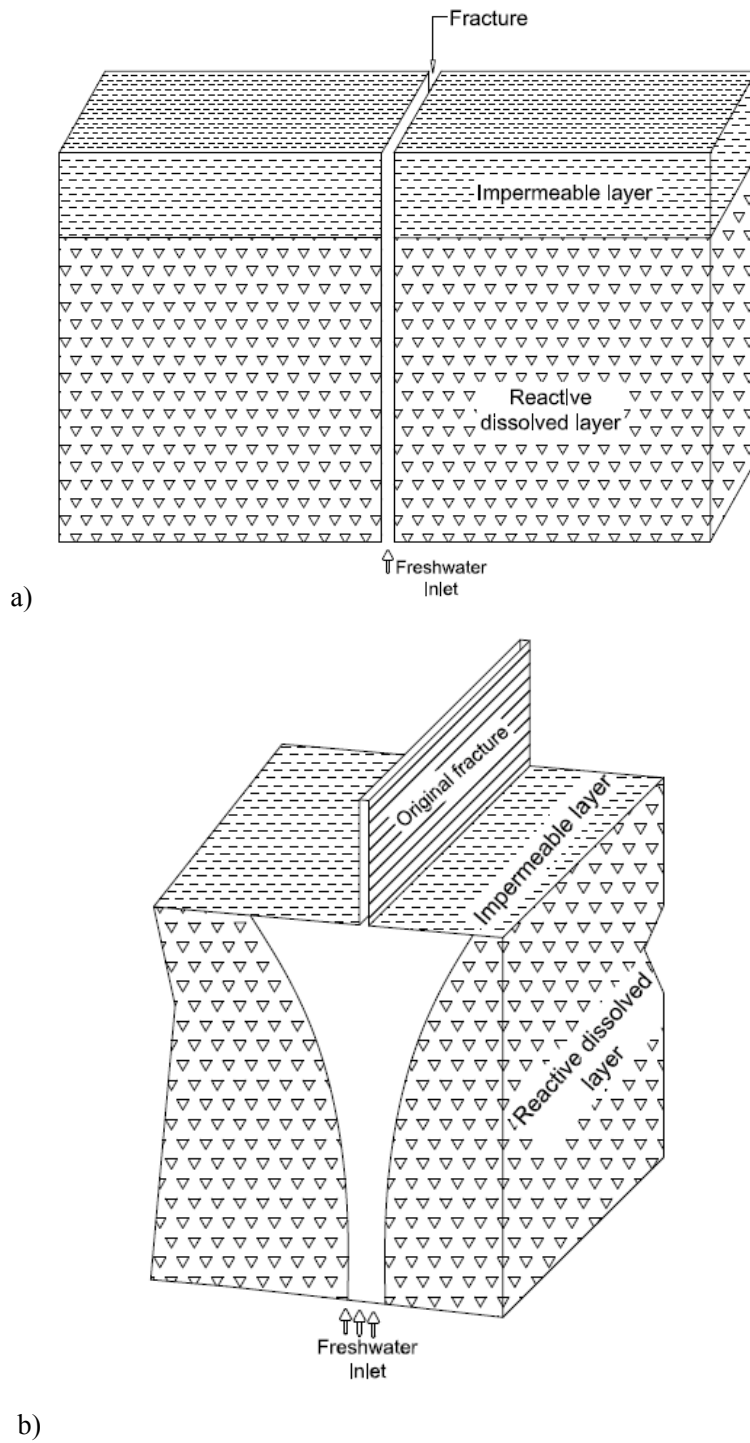 Fracture
Impermeable layer
Reactive
dissolved layer
Freshwater
Inlet
a)
Original fracture
Impermeable layer
Reactive dissolved
layer
Freshwater
Inlet
b)